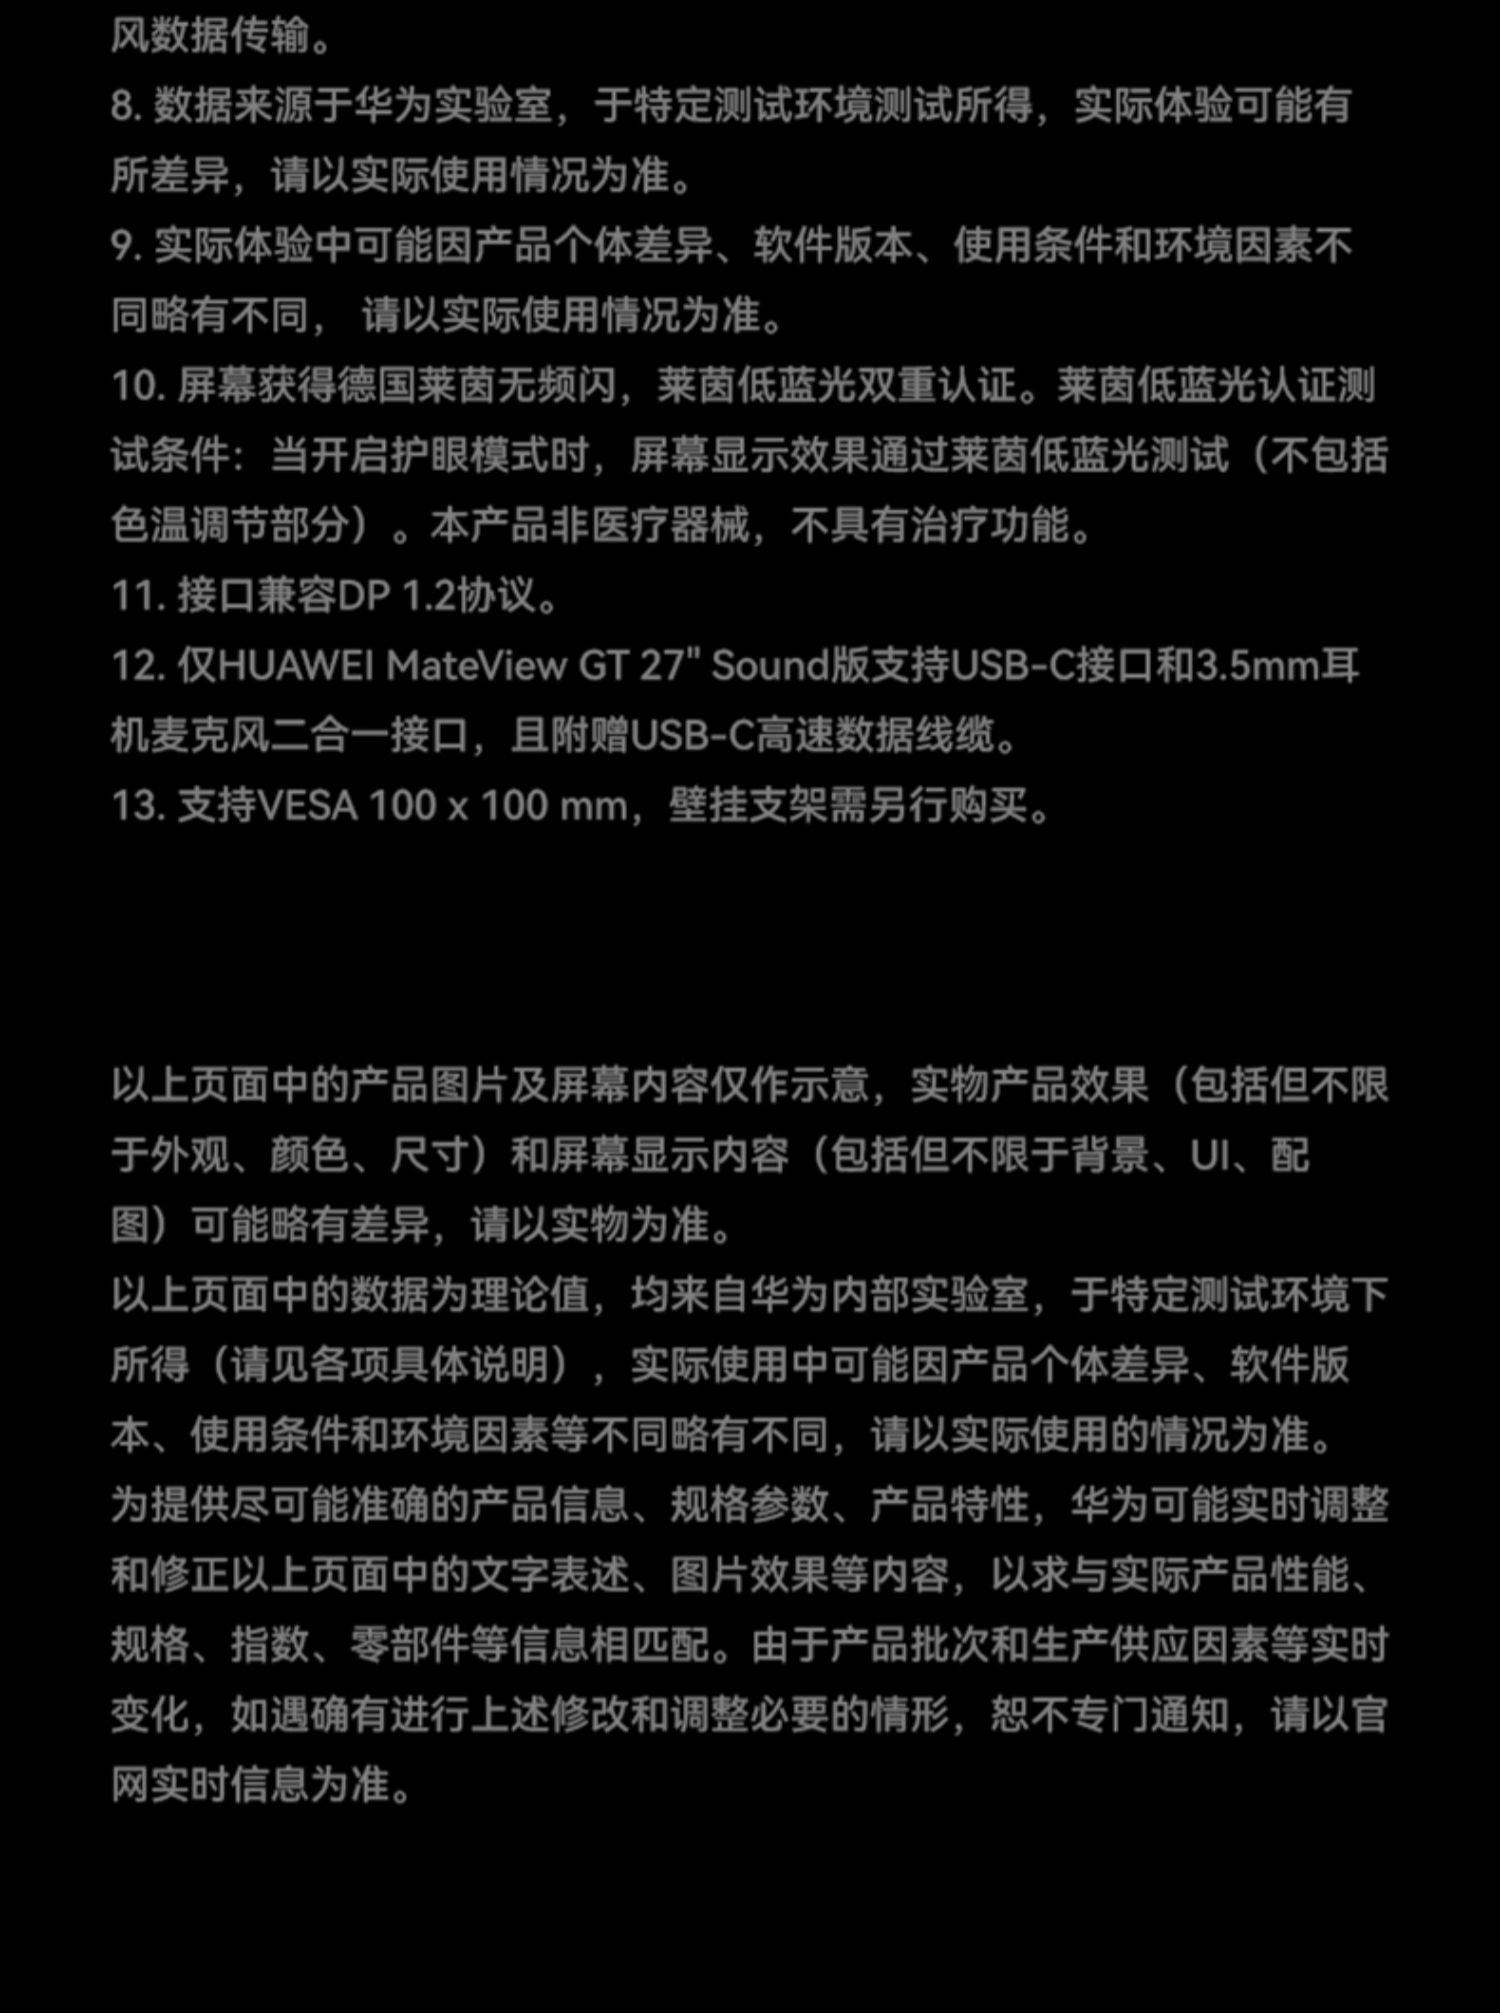 风数据传输。
8. 数据来源于华为实验室，于特定测试环境测试所得，实际体验可能有
所差异，请以实际使用情况为准。
9. 实际体验中可能因产品个体差异、软件版本、使用条件和环境因素不
同略有不同， 请以实际使用情况为准。
10. 屏幕获得德国莱茵无频闪，莱茵低蓝光双重认证。莱茵低蓝光认证测
试条件：当开启护眼模式时，屏幕显示效果通过莱茵低蓝光测试（不包括
色温调节部分）。本产品非医疗器械，不具有治疗功能。
11. 接口兼容DP 1.2协议。
12. 仅HUAWEI MateView GT 27" Sound版支持USB-C接口和3.5mm耳
机麦克风二合一接口，且附赠USB-C高速数据线缆。
13. 支持VESA 100 x 100 mm，壁挂支架需另行购买。
以上页面中的产品图片及屏幕内容仅作示意，实物产品效果（包括但不限
于外观、颜色、尺寸）和屏幕显示内容（包括但不限于背景、UI、配
图）可能略有差异，请以实物为准。
以上页面中的数据为理论值，均来自华为内部实验室，于特定测试环境下
所得（请见各项具体说明），实际使用中可能因产品个体差异、软件版
本、使用条件和环境因素等不同略有不同，请以实际使用的情况为准。
为提供尽可能准确的产品信息、规格参数、产品特性，华为可能实时调整
和修正以上页面中的文字表述、图片效果等内容，以求与实际产品性能、
规格、指数、零部件等信息相匹配。由于产品批次和生产供应因素等实时
变化，如遇确有进行上述修改和调整必要的情形，恕不专门通知，请以官
网实时信息为准。